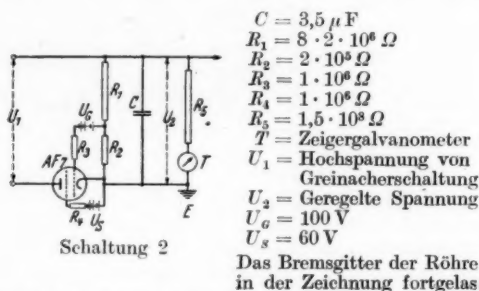 U₁
R₁
C
U₂
R₅
U_G
R₃
R₂
AF7
T
R₄
U_S
E
Schaltung 2
C = 3,5 μ F
R₁ = 8 · 2 · 10⁶ Ω
R₂ = 2 · 10⁵ Ω
R₃ = 1 · 10⁶ Ω
R₄ = 1 · 10⁶ Ω
R₅ = 1,5 · 10⁸ Ω
T = Zeigergalvanometer
U₁ = Hochspannung von
Greinacherschaltung
U₂ = Geregelte Spannung
U_G = 100 V
U_S = 60 V
Das Bremsgitter der Röhre
in der Zeichnung fortgelas